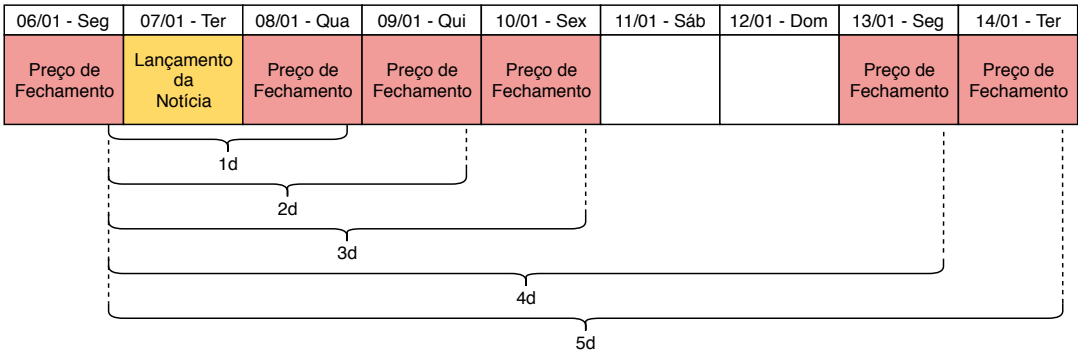 06/01 - Seg
07/01 - Ter
08/01 - Qua
09/01 - Qui
10/01 - Sex
11/01 - Sáb
12/01 - Dom
13/01 - Seg
14/01 - Ter
Preço de
Fechamento
Lançamento
da
Notícia
Preço de
Fechamento
Preço de
Fechamento
Preço de
Fechamento
Preço de
Fechamento
Preço de
Fechamento
1d
2d
3d
4d
5d